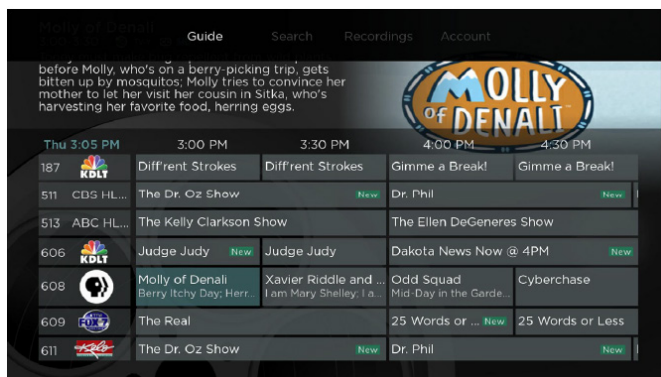 Molly of Denali
Guide Search Recordings Account
before Molly, who's on a berry-picking trip, gets
bitten up by mosquitos; Molly tries to convince her
mother to let her visit her cousin in Sitka, who's
harvesting her favorite food, herring eggs.
MOLLY
OF DENALI
Thu 3:05 PM 3:00 PM 3:30 PM 4:00 PM 4:30 PM
187 KDLT Diff'rent Strokes Diff'rent Strokes Gimme a Break! Gimme a Break!
511 CBS HL... The Dr. Oz Show New Dr. Phil New
513 ABC HL... The Kelly Clarkson Show The Ellen DeGeneres Show
606 KDLT Judge Judy New Judge Judy Dakota News Now @ 4PM New
608 Molly of Denali Xavier Riddle and ... Odd Squad Cyberchase
Berry Itchy Day; Herr... I am Mary Shelley; I a... Mid-Day in the Garde...
609 FOX The Real 25 Words or ... New 25 Words or Less
611 Kelo The Dr. Oz Show New Dr. Phil New